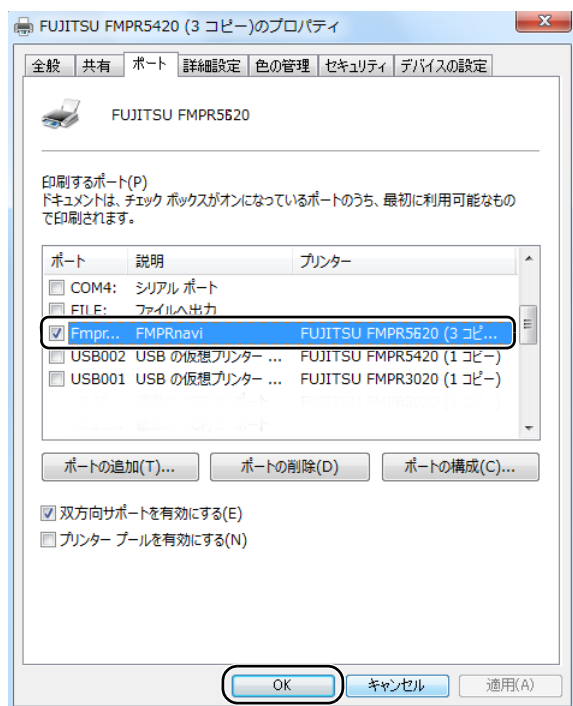 FUJITSU FMPR5420 (3 コピー)のプロパティ
全般 共有 ポート 詳細設定 色の管理 セキュリティ デバイスの設定
FUJITSU FMPR5620
印刷するポート(P)
ドキュメントは、チェック ボックスがオンになっているポートのうち、最初に利用可能なもの
で印刷されます。
ポート 説明 プリンター
COM4: シリアル ポート
FILE: ファイルへ出力
Fmpr... FMPRnavi FUJITSU FMPR5620 (3 コピ...
USB002 USB の仮想プリンター ... FUJITSU FMPR5420 (1 コピー)
USB001 USB の仮想プリンター ... FUJITSU FMPR3020 (1 コピー)
ポートの追加(T)... ポートの削除(D) ポートの構成(C)...
双方向サポートを有効にする(E)
プリンター プールを有効にする(N)
OK キャンセル 適用(A)